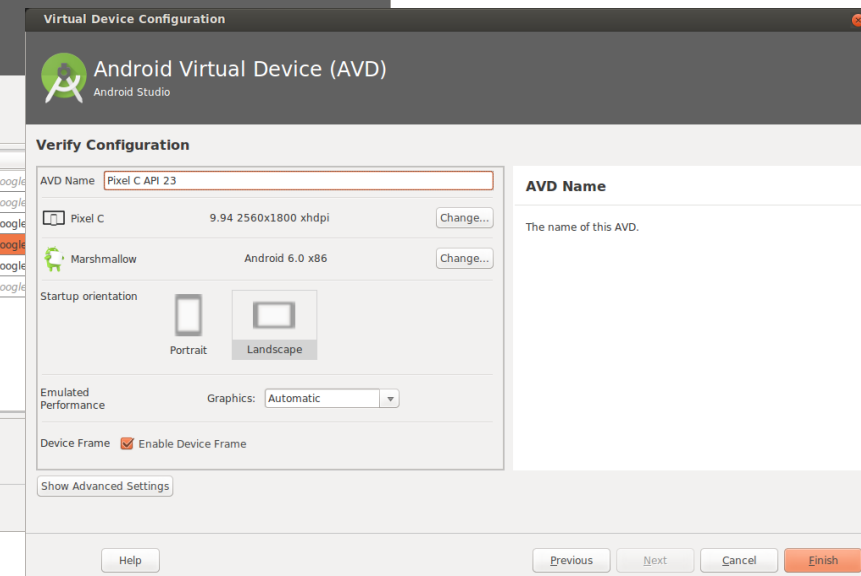 Virtual Device Configuration
Android Virtual Device (AVD)
Android Studio
Verify Configuration
AVD Name Pixel C API 23
Pixel C 9.94 2560x1800 xhdpi Change...
Marshmallow Android 6.0 x86 Change...
Startup orientation
Portrait Landscape
Emulated
Performance
Graphics: Automatic
Device Frame Enable Device Frame
Show Advanced Settings
AVD Name
The name of this AVD.
Help Previous Next Cancel Finish